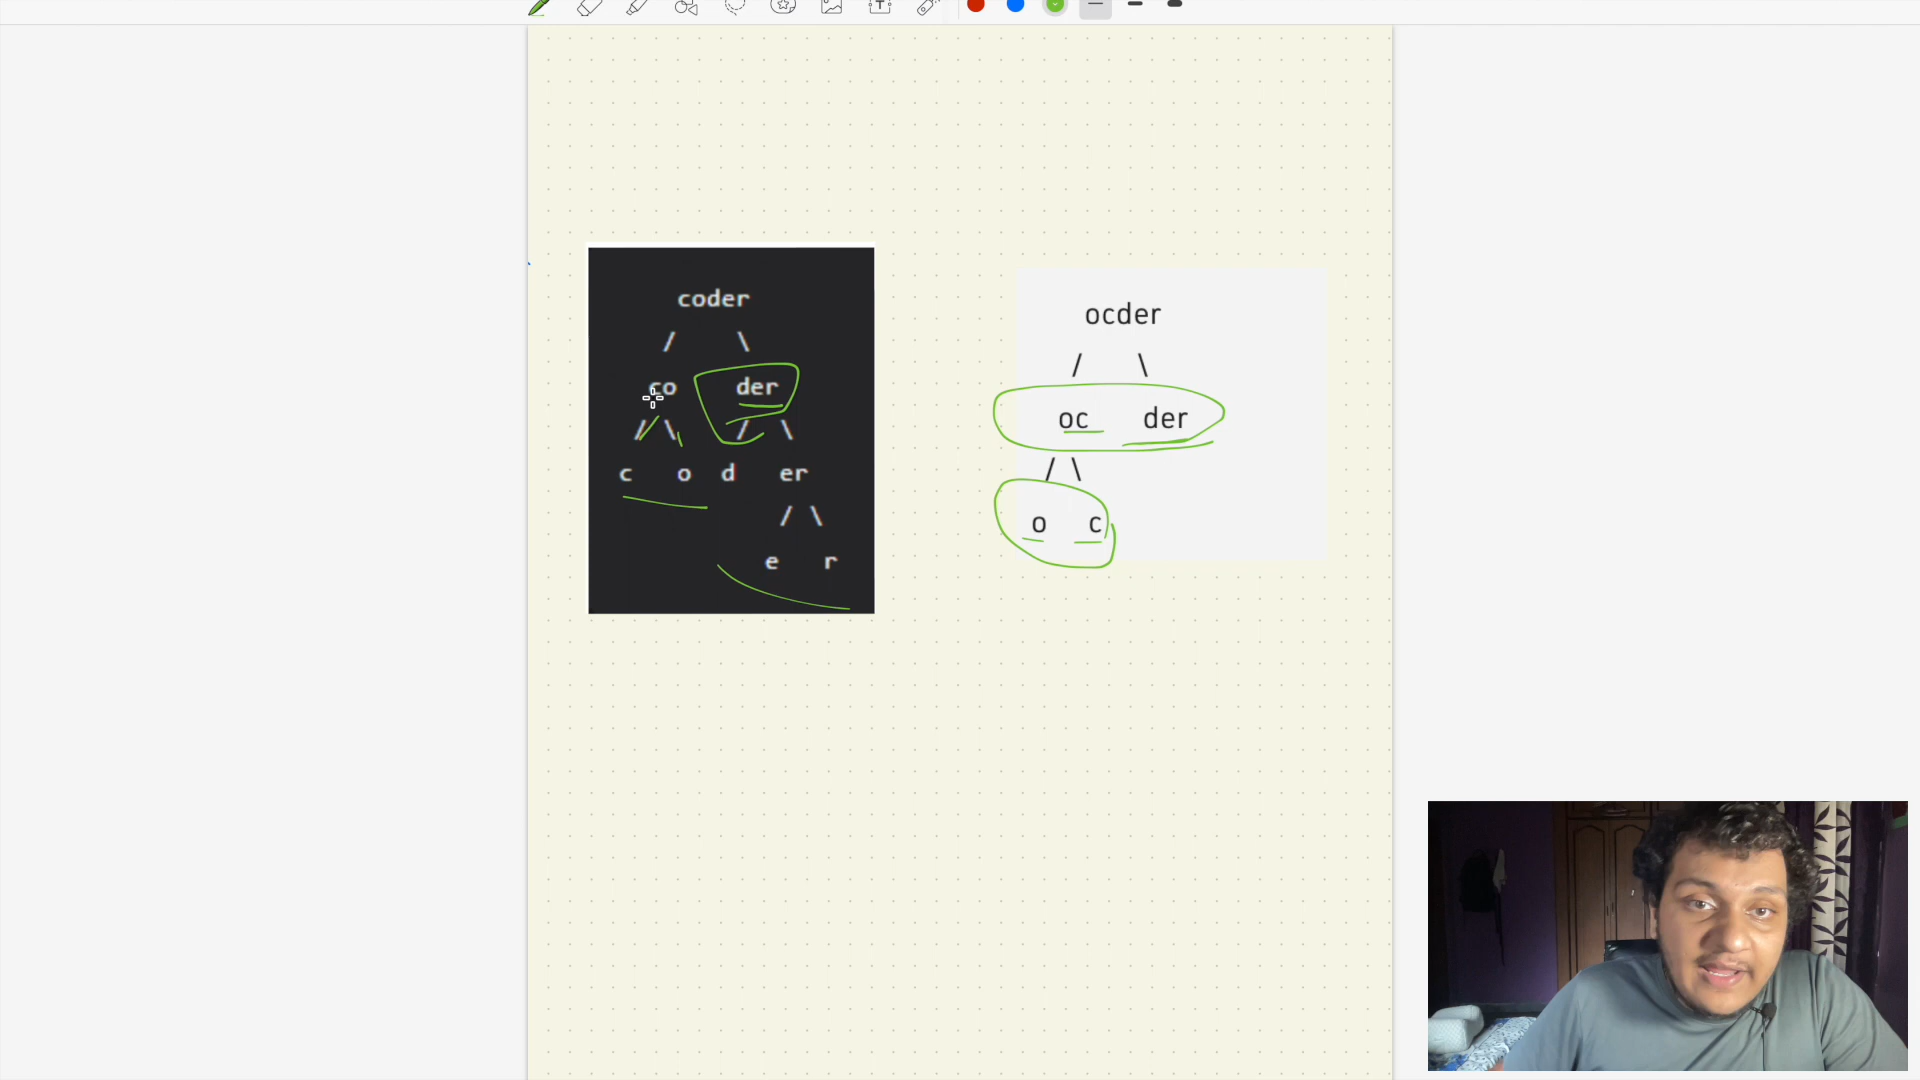 coder
/ \
co der
/ \ / \
c o d er
/ \
e r
ocder
/ \
oc der
/ \
o c